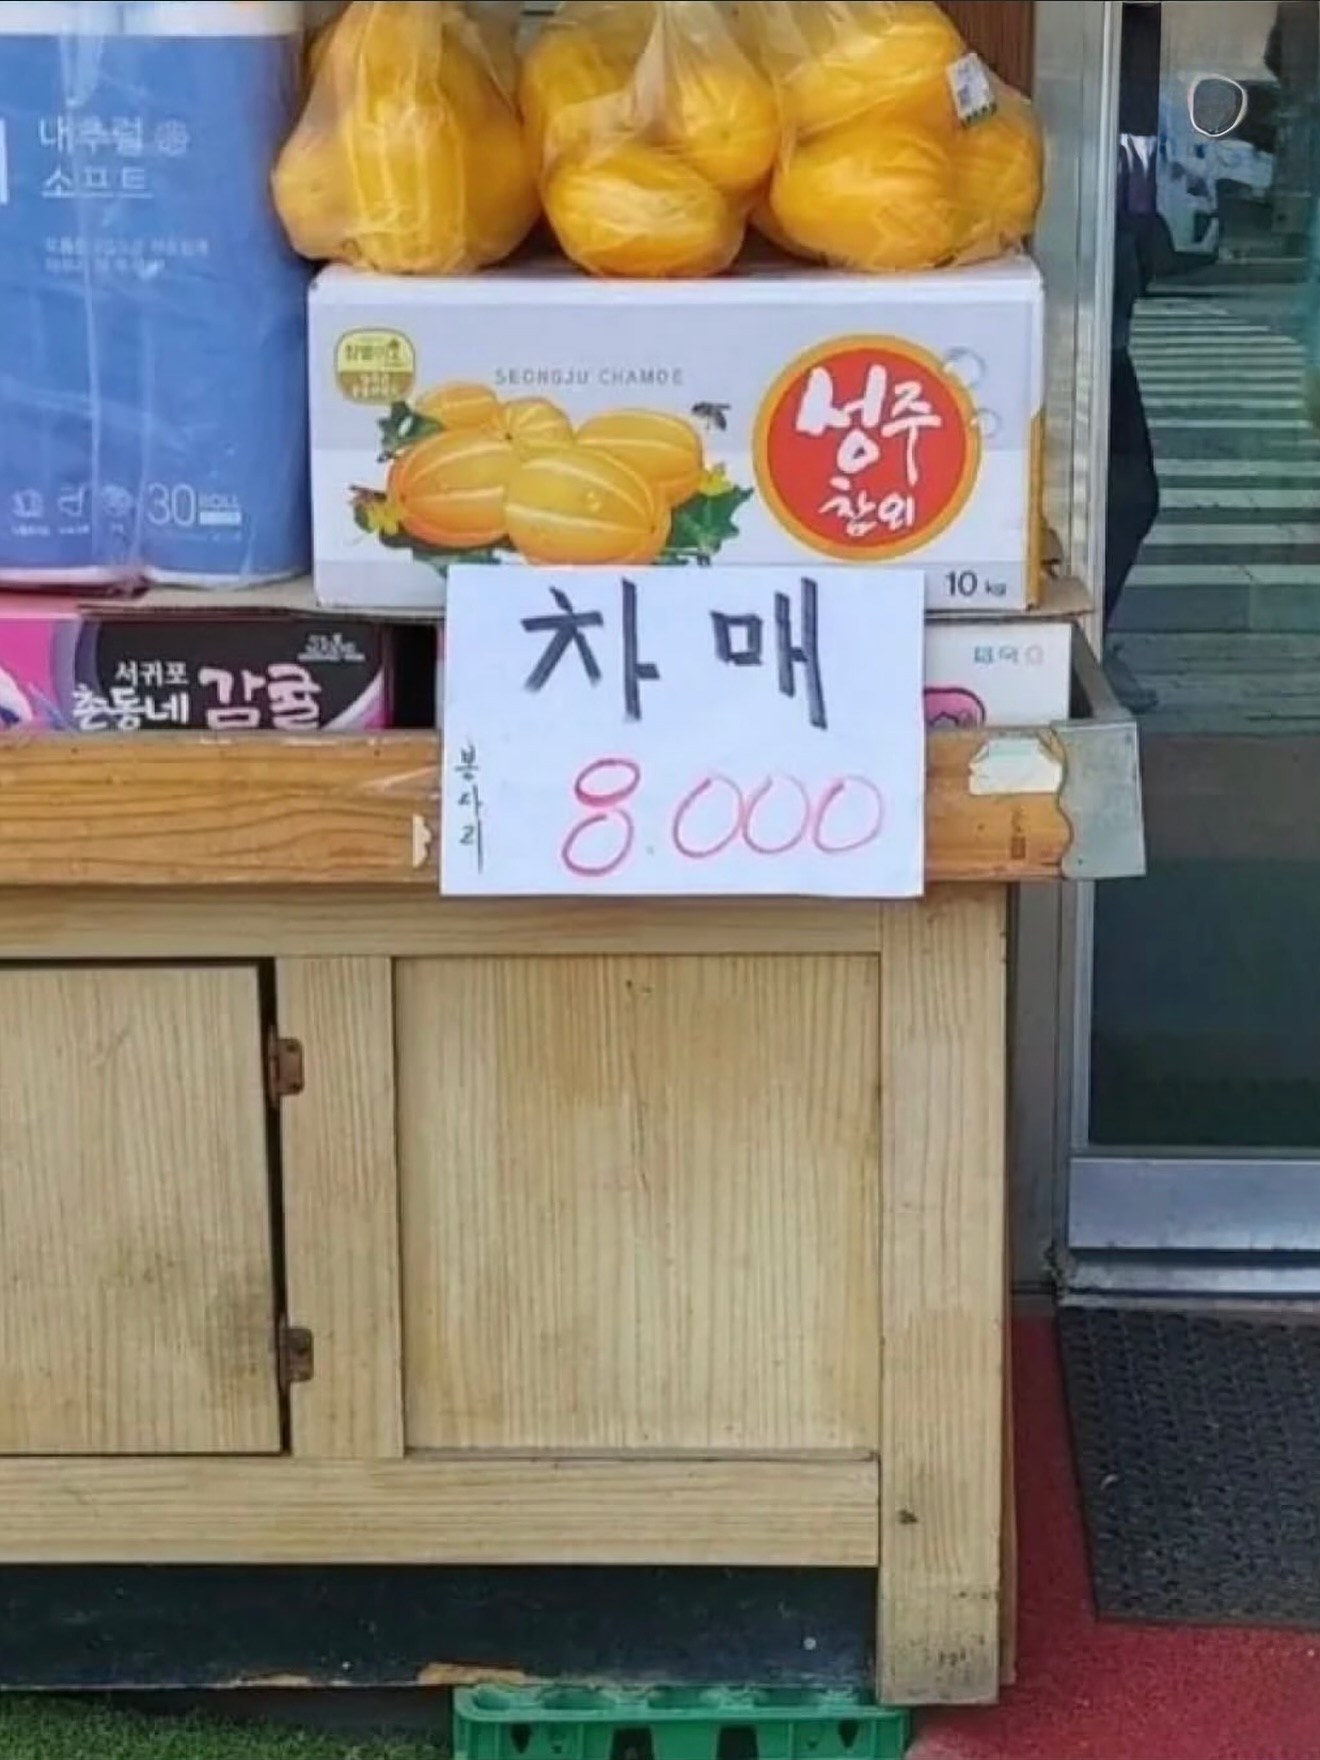 내추럴
소프트
30 ROLL
SEONGJU CHAMOE
성주
참외
10 kg
서귀포
촌동네 감귤
차매
봉다리
8.000